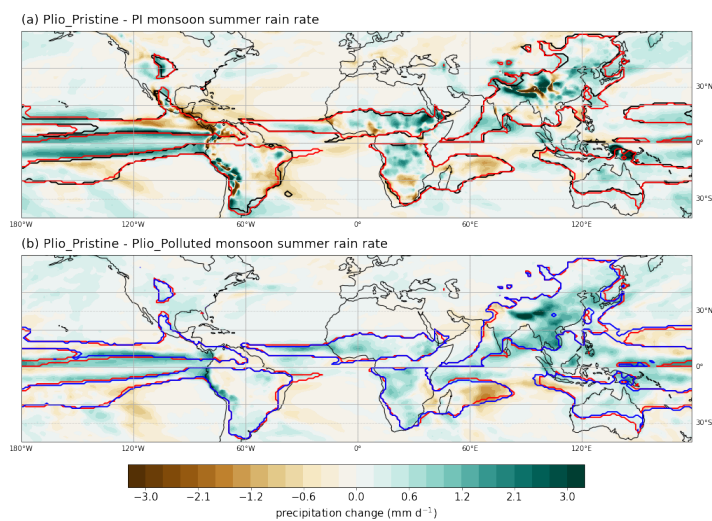 (a) Plio_Pristine - PI monsoon summer rain rate
30°N
0°
30°S
180°W 120°W 60°W 0° 60°E 120°E
(b) Plio_Pristine - Plio_Polluted monsoon summer rain rate
30°N
0°
30°S
180°W 120°W 60°W 0° 60°E 120°E
−3.0 −2.1 −1.2 −0.6 0.0 0.6 1.2 2.1 3.0
precipitation change (mm d⁻¹)